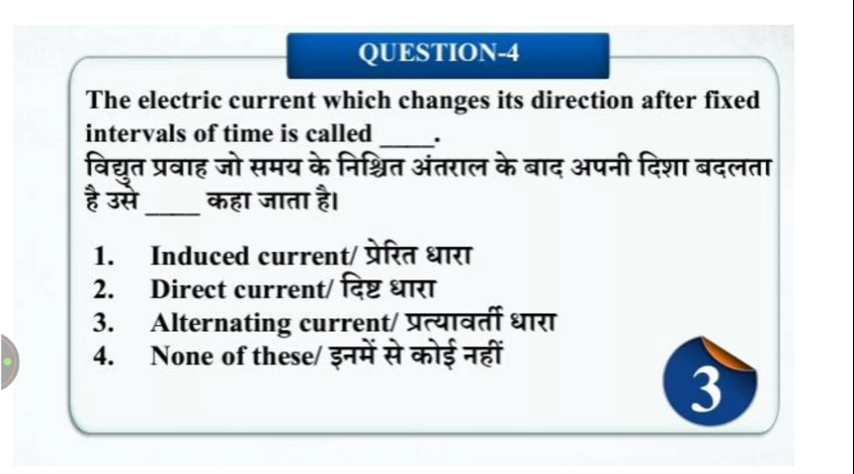 QUESTION-4
The electric current which changes its direction after fixed
intervals of time is called ____.
विद्युत प्रवाह जो समय के निश्चित अंतराल के बाद अपनी दिशा बदलता
है उसे ____ कहा जाता है।
1. Induced current/ प्रेरित धारा
2. Direct current/ दिष्ट धारा
3. Alternating current/ प्रत्यावर्ती धारा
4. None of these/ इनमें से कोई नहीं
3